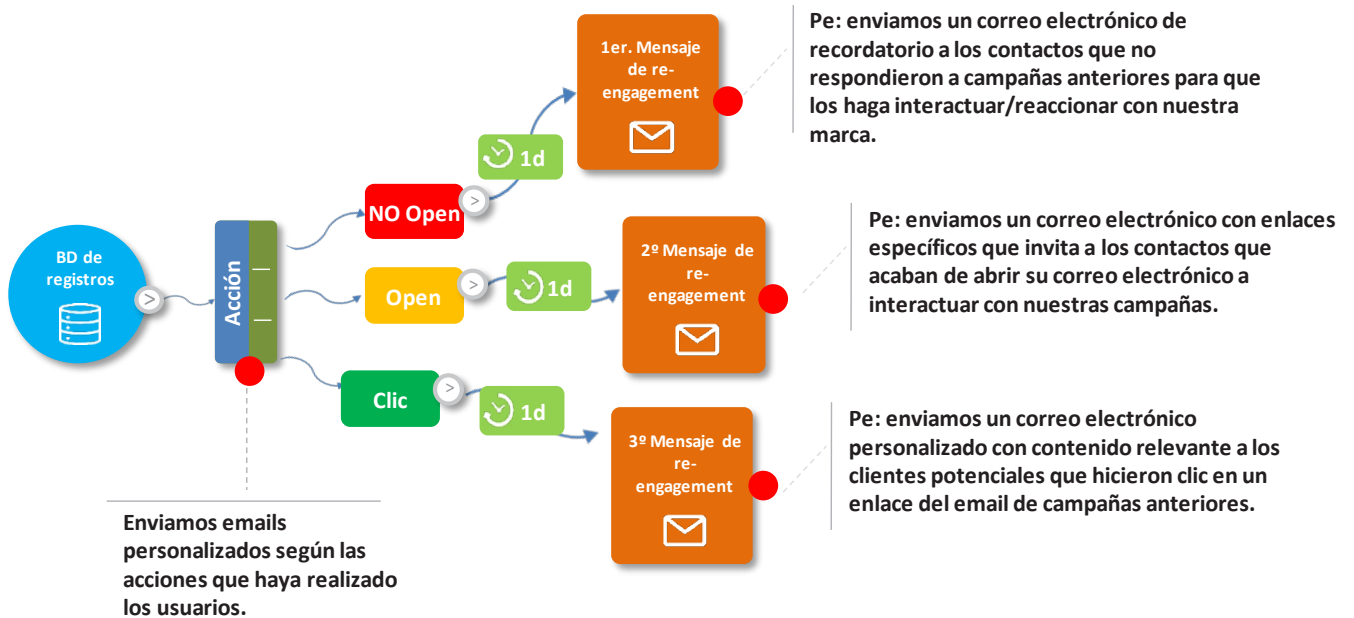 1er. Mensaje
de re-
engagement
Pe: enviamos un correo electrónico de
recordatorio a los contactos que no
respondieron a campañas anteriores para que
los haga interactuar/reaccionar con nuestra
marca.
1d
NO Open
BD de
registros
Acción
Open
1d
2º Mensaje de
re-
engagement
Pe: enviamos un correo electrónico con enlaces
específicos que invita a los contactos que
acaban de abrir su correo electrónico a
interactuar con nuestras campañas.
Clic
1d
3º Mensaje de
re-
engagement
Pe: enviamos un correo electrónico
personalizado con contenido relevante a los
clientes potenciales que hicieron clic en un
enlace del email de campañas anteriores.
Enviamos emails
personalizados según las
acciones que haya realizado
los usuarios.